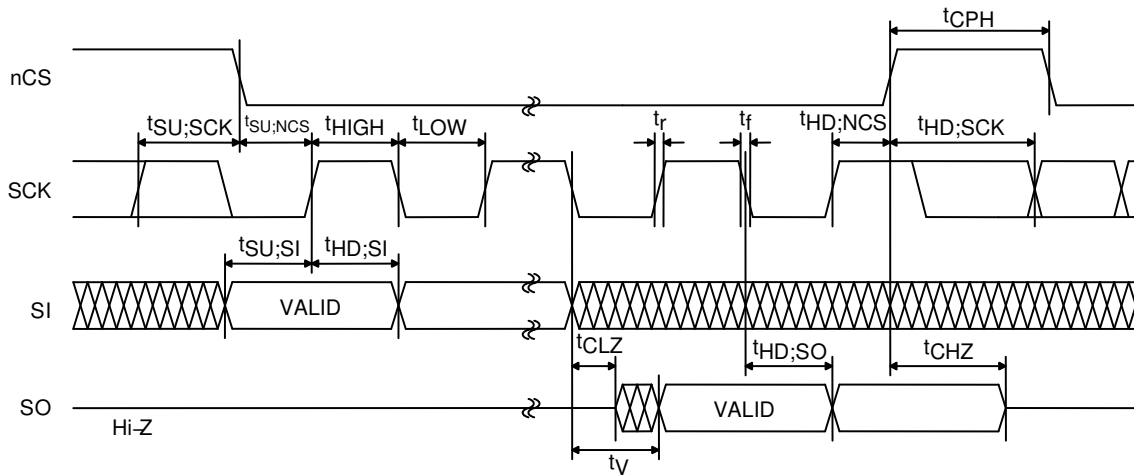 tCPH
nCS
tSU;SCK tSU;NCS tHIGH tLOW tr tf tHD;NCS tHD;SCK
SCK
tSU;SI tHD;SI
SI VALID
tCLZ tHD;SO tCHZ
SO VALID
Hi-Z
tV